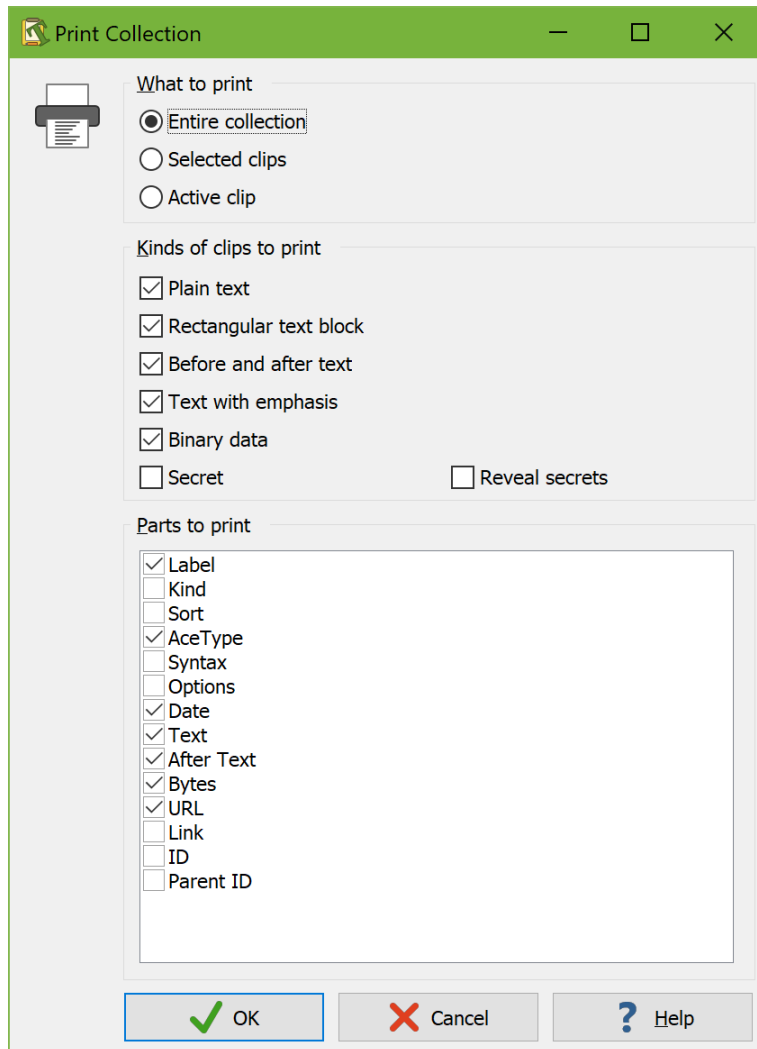 Print Collection
What to print
Entire collection
Selected clips
Active clip
Kinds of clips to print
Plain text
Rectangular text block
Before and after text
Text with emphasis
Binary data
Secret Reveal secrets
Parts to print
Label
Kind
Sort
AceType
Syntax
Options
Date
Text
After Text
Bytes
URL
Link
ID
Parent ID
OK Cancel ? Help